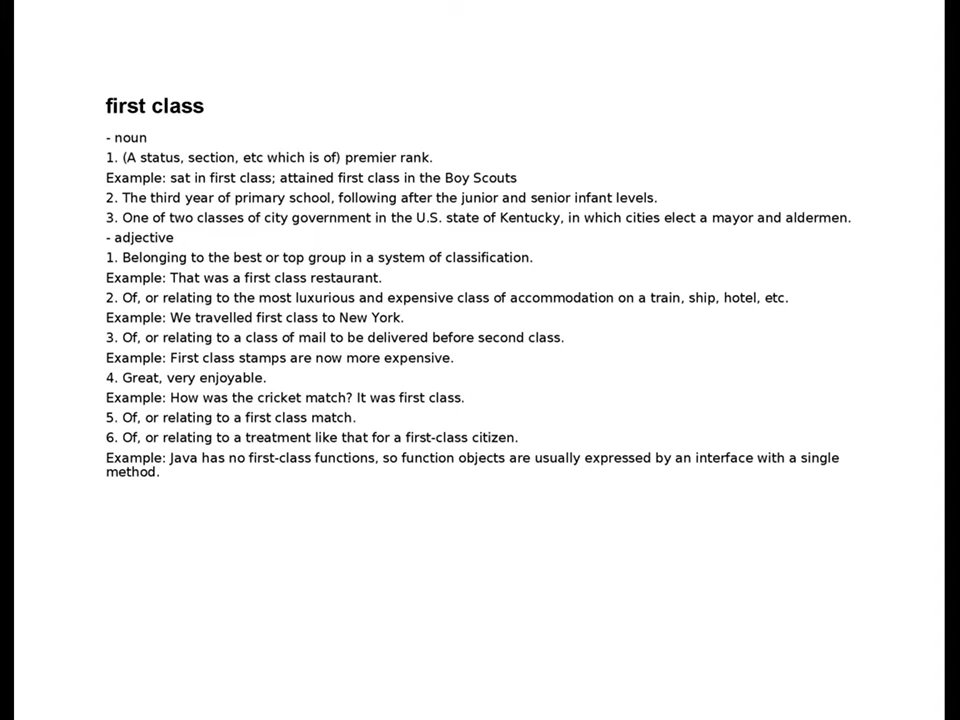 first class
- noun
1. (A status, section, etc which is of) premier rank.
Example: sat in first class; attained first class in the Boy Scouts
2. The third year of primary school, following after the junior and senior infant levels.
3. One of two classes of city government in the U.S. state of Kentucky, in which cities elect a mayor and aldermen.
- adjective
1. Belonging to the best or top group in a system of classification.
Example: That was a first class restaurant.
2. Of, or relating to the most luxurious and expensive class of accommodation on a train, ship, hotel, etc.
Example: We travelled first class to New York.
3. Of, or relating to a class of mail to be delivered before second class.
Example: First class stamps are now more expensive.
4. Great, very enjoyable.
Example: How was the cricket match? It was first class.
5. Of, or relating to a first class match.
6. Of, or relating to a treatment like that for a first-class citizen.
Example: Java has no first-class functions, so function objects are usually expressed by an interface with a single
method.